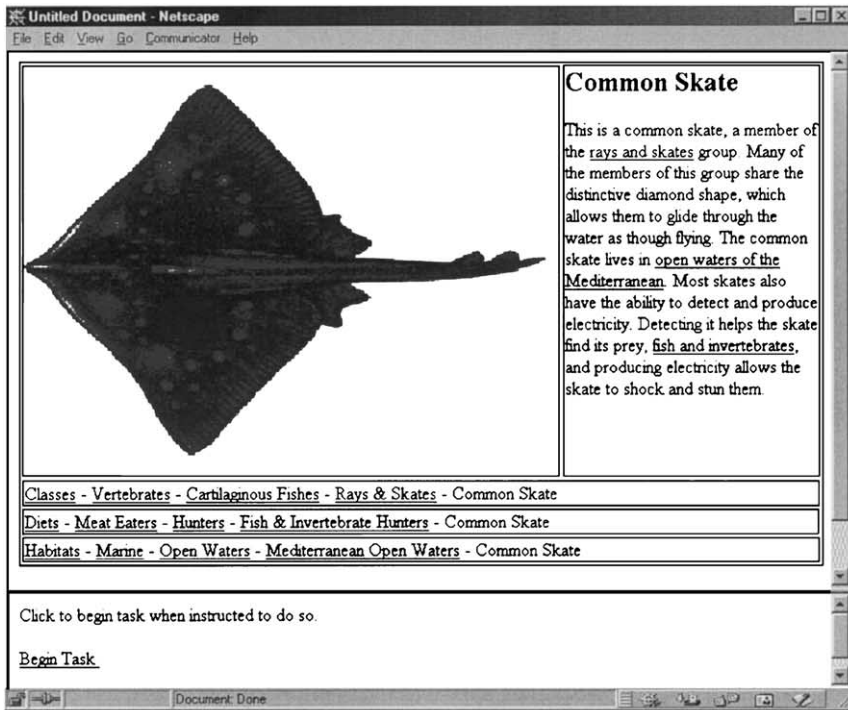 Untitled Document - Netscape
File Edit View Go Communicator Help
Common Skate
This is a common skate, a member of
the rays and skates group. Many of
the members of this group share the
distinctive diamond shape, which
allows them to glide through the
water as though flying. The common
skate lives in open waters of the
Mediterranean. Most skates also
have the ability to detect and produce
electricity. Detecting it helps the skate
find its prey, fish and invertebrates,
and producing electricity allows the
skate to shock and stun them.
Classes - Vertebrates - Cartilaginous Fishes - Rays & Skates - Common Skate
Diets - Meat Eaters - Hunters - Fish & Invertebrate Hunters - Common Skate
Habitats - Marine - Open Waters - Mediterranean Open Waters - Common Skate
Click to begin task when instructed to do so.
Begin Task
Document: Done